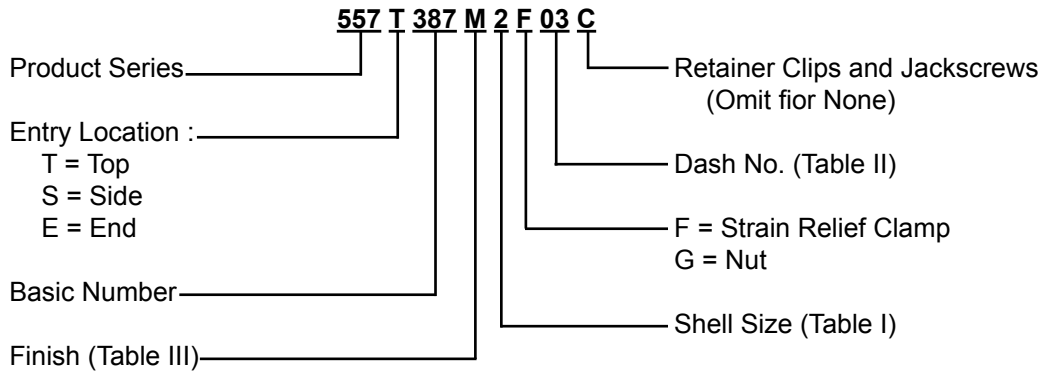 557 T 387 M 2 F 03 C
Product Series
Entry Location :
T = Top
S = Side
E = End
Basic Number
Finish (Table III)
Retainer Clips and Jackscrews
(Omit fior None)
Dash No. (Table II)
F = Strain Relief Clamp
G = Nut
Shell Size (Table I)